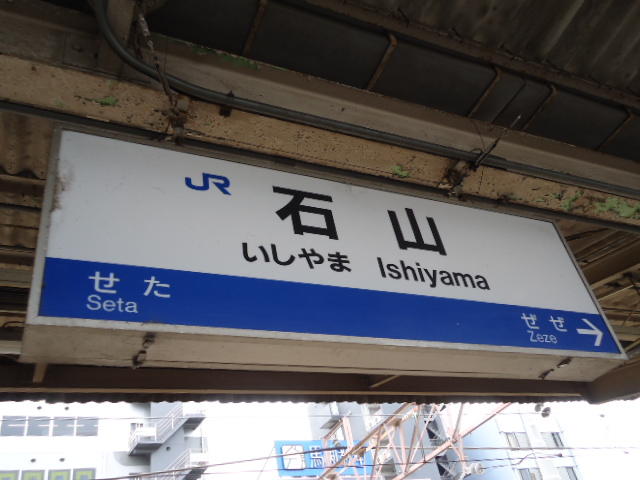 JR 石山
いしやま Ishiyama
せた
Seta
ぜぜ →
Zeze